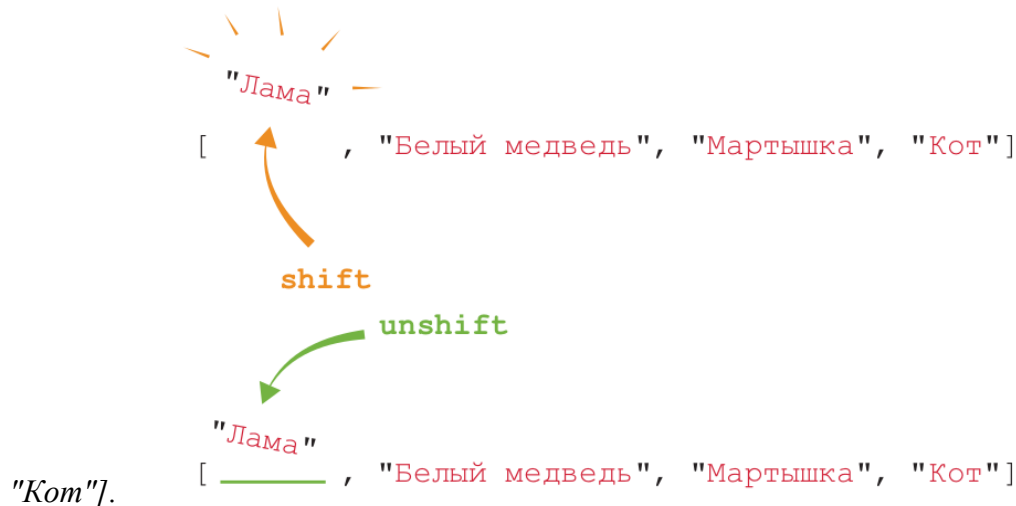 "Лама"
[ , "Белый медведь", "Мартышка", "Кот"]
shift
unshift
"Лама"
"Кот"]. [ , "Белый медведь", "Мартышка", "Кот"]